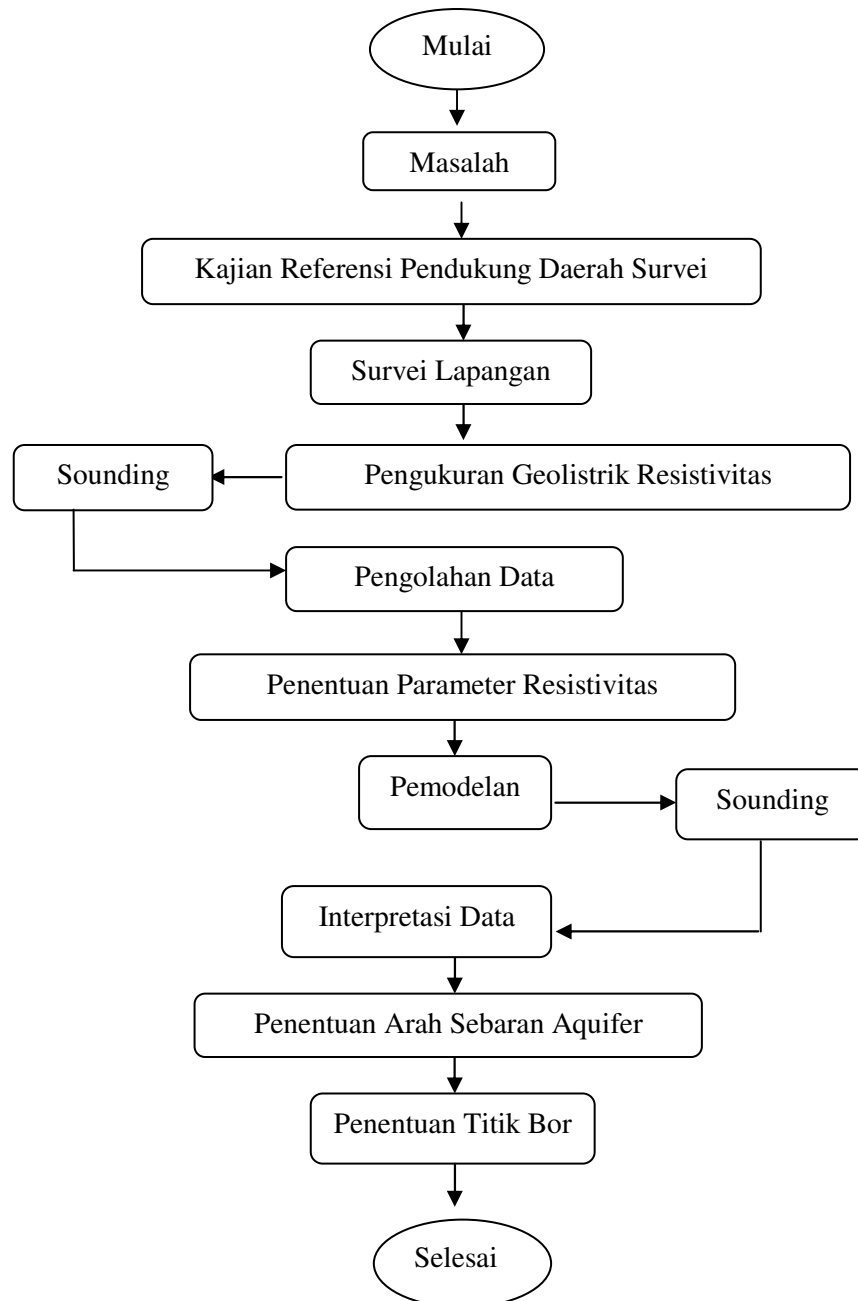 Mulai
Masalah
Kajian Referensi Pendukung Daerah Survei
Survei Lapangan
Sounding
Pengukuran Geolistrik Resistivitas
Pengolahan Data
Penentuan Parameter Resistivitas
Pemodelan
Sounding
Interpretasi Data
Penentuan Arah Sebaran Aquifer
Penentuan Titik Bor
Selesai